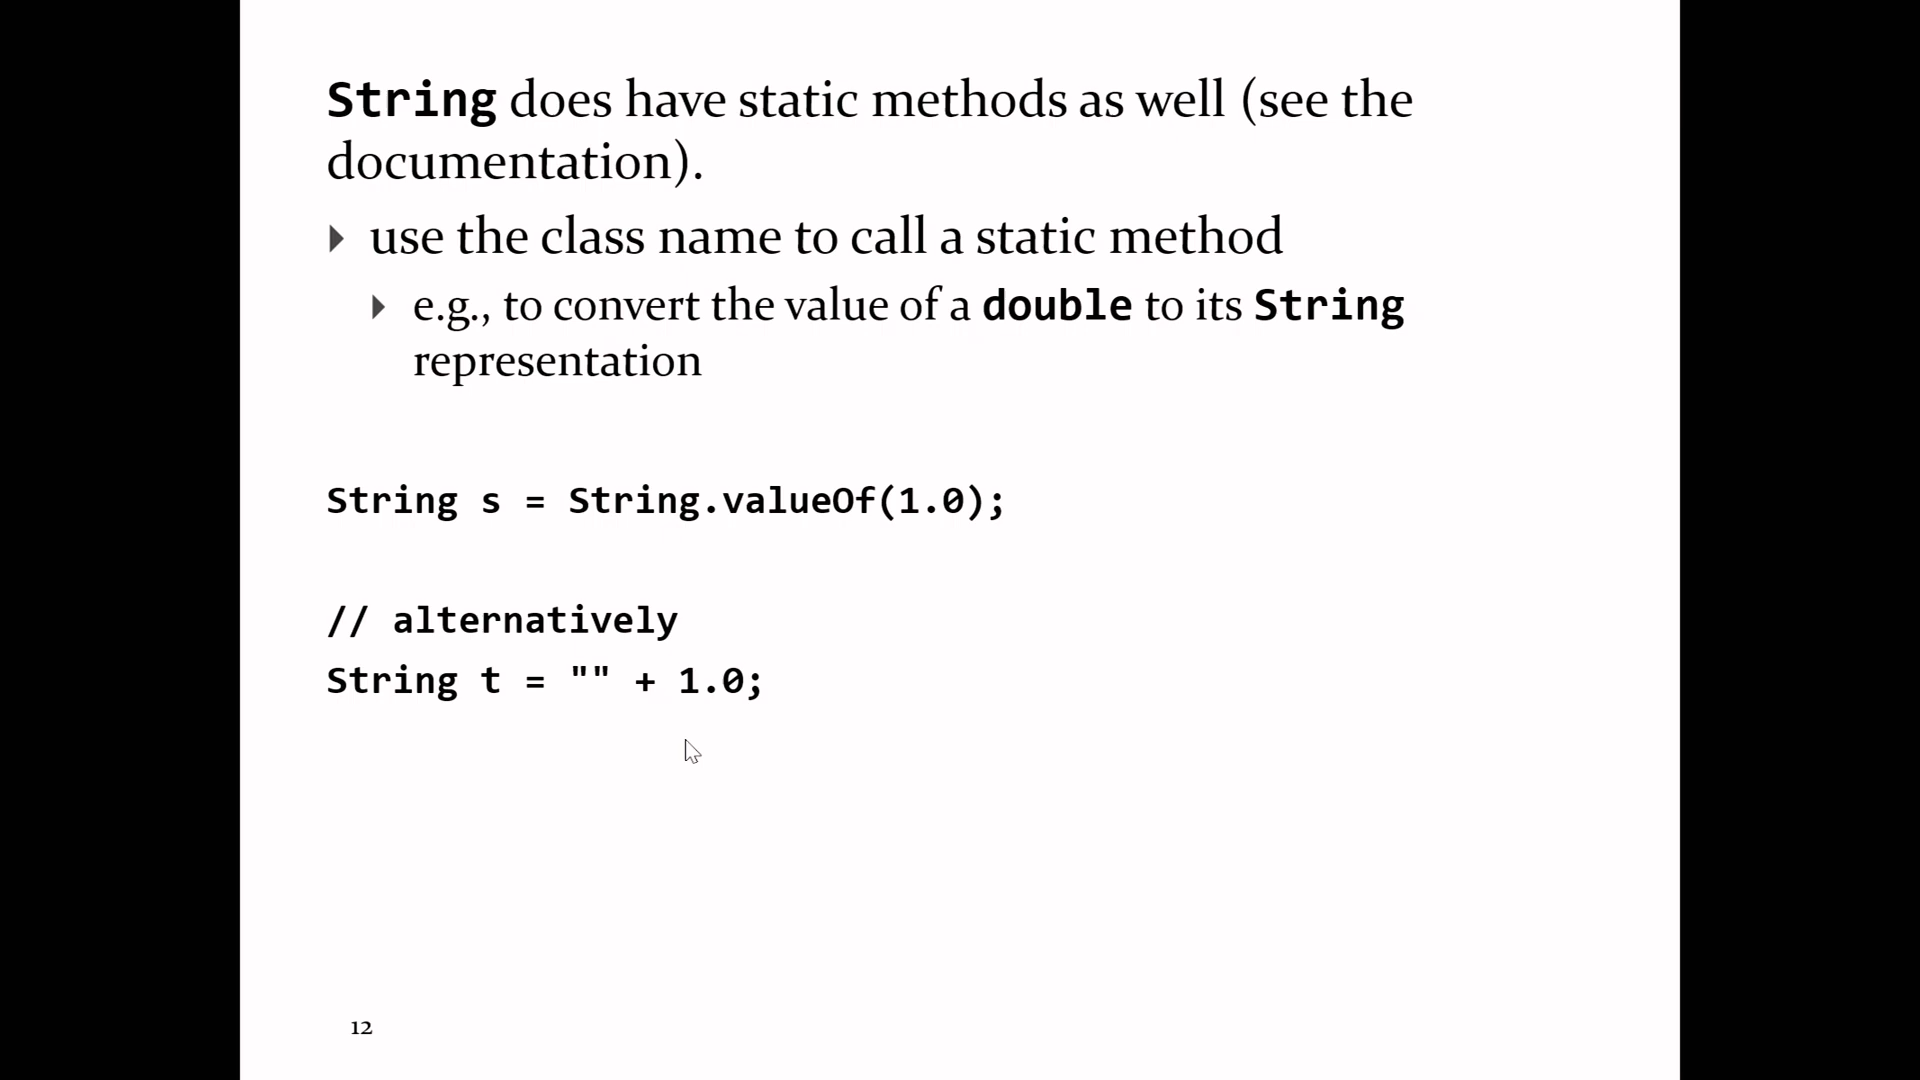 String does have static methods as well (see the
documentation).
use the class name to call a static method
e.g., to convert the value of a double to its String
representation
String s = String.valueOf(1.0);
// alternatively
String t = "" + 1.0;
12